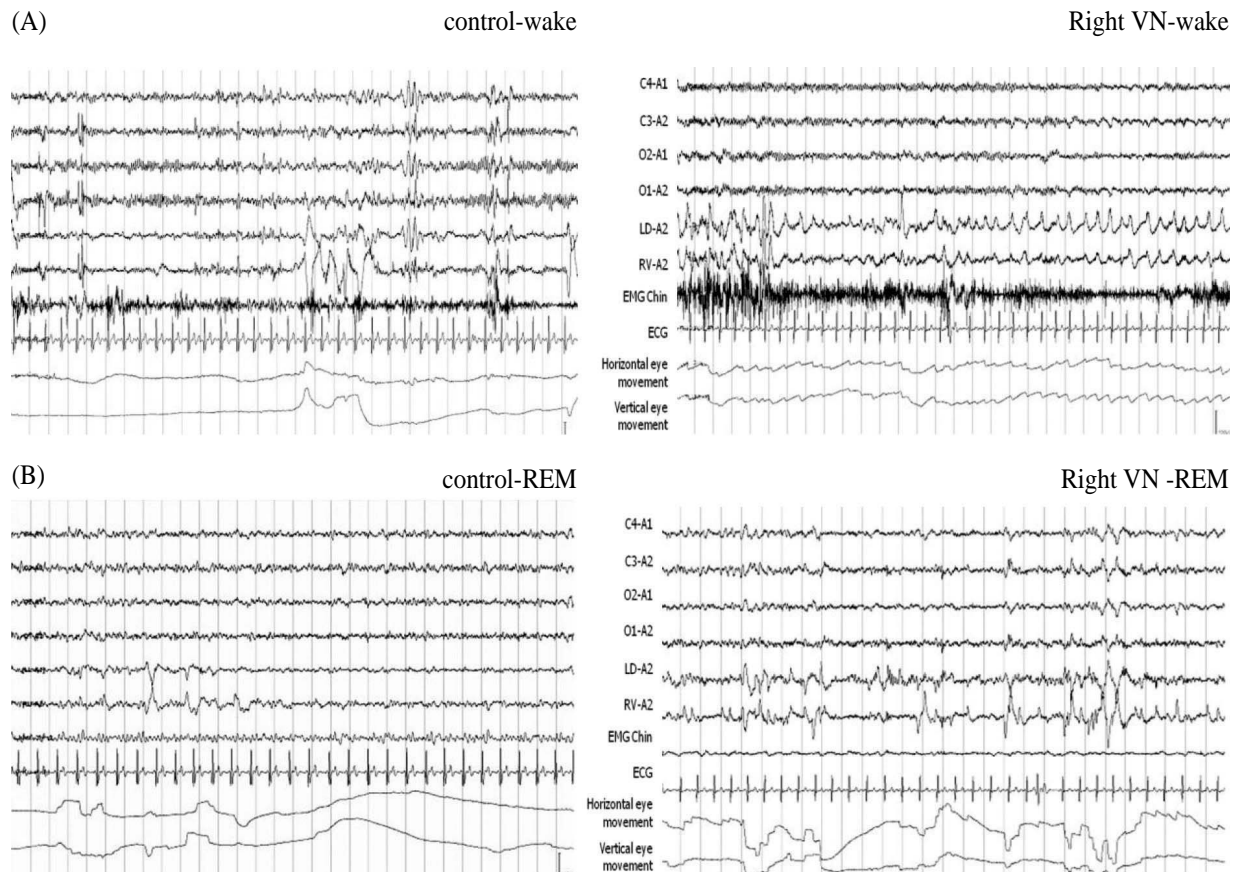 (A)
control-wake
Right VN-wake
C4-A1
C3-A2
O2-A1
O1-A2
LD-A2
RV-A2
EMG Chin
ECG
Horizontal eye
movement
Vertical eye
movement
(B)
control-REM
Right VN -REM
C4-A1
C3-A2
O2-A1
O1-A2
LD-A2
RV-A2
EMG Chin
ECG
Horizontal eye
movement
Vertical eye
movement